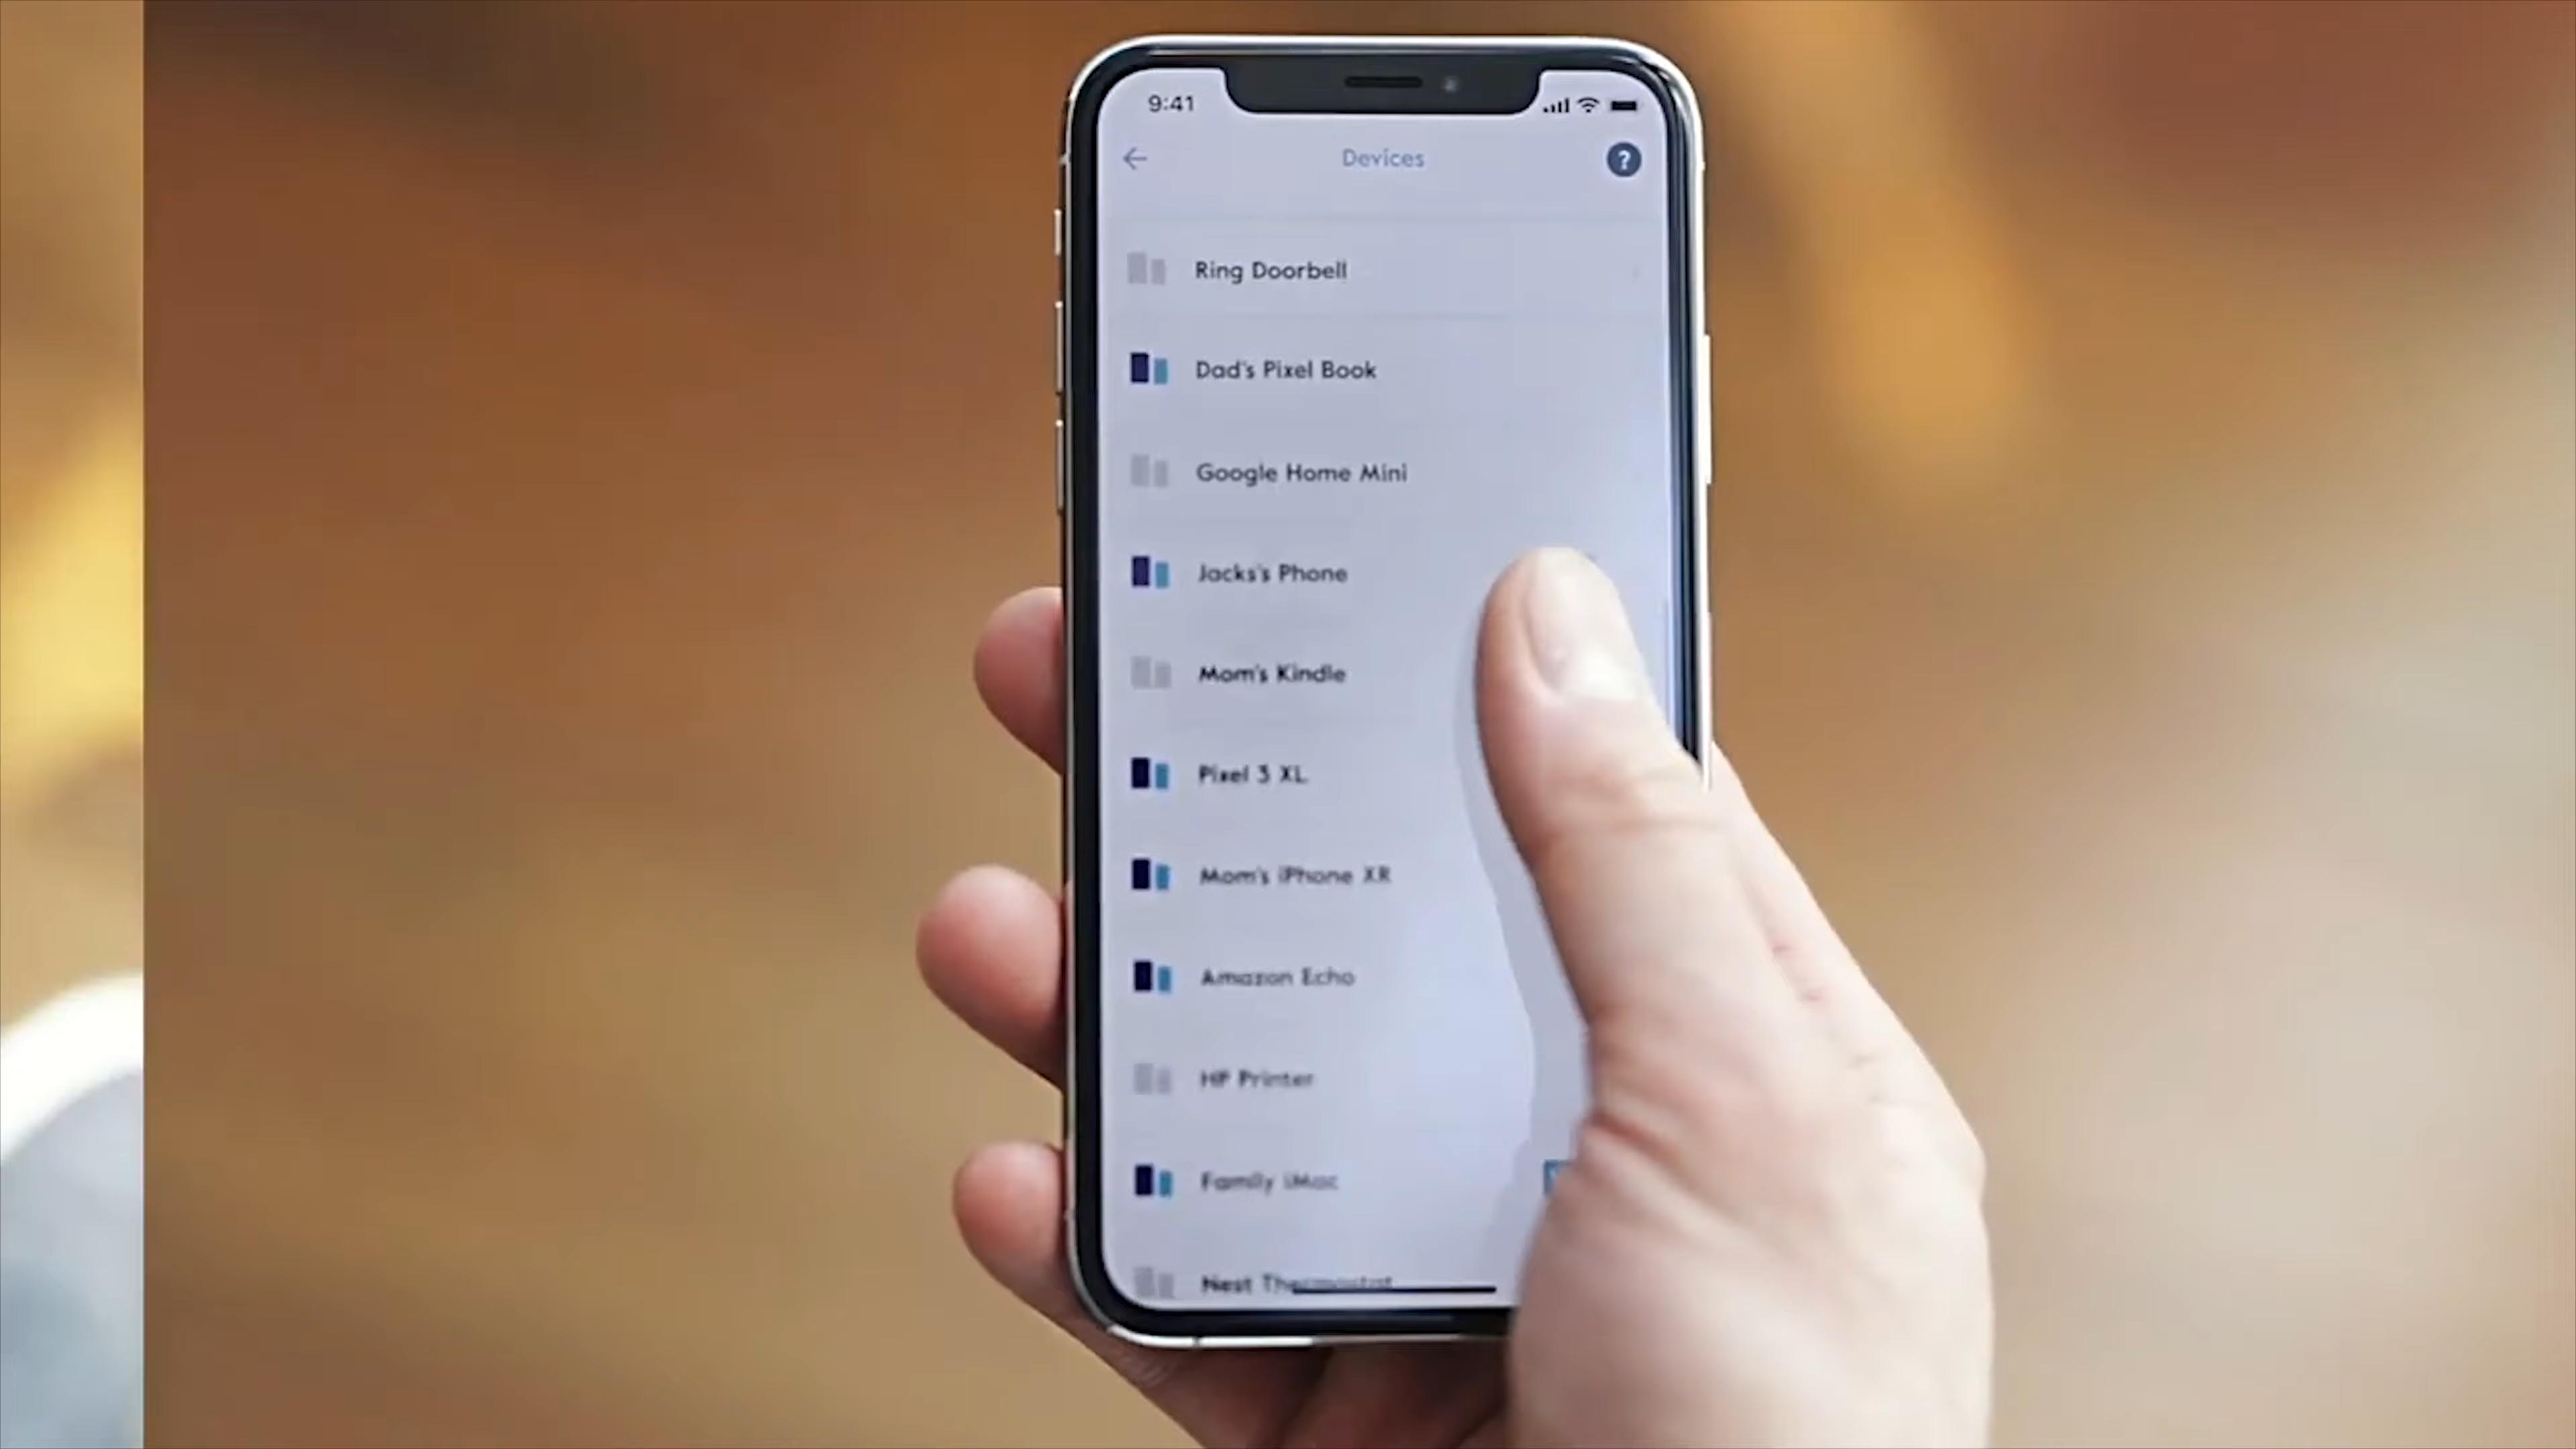 9:41
Devices
?
Ring Doorbell
Dad's Pixel Book
Google Home Mini
Jacks's Phone
Mom's Kindle
Pixel 3 XL
Mom's iPhone XR
Amazon Echo
HP Printer
Family iMac
Nest Thermostat